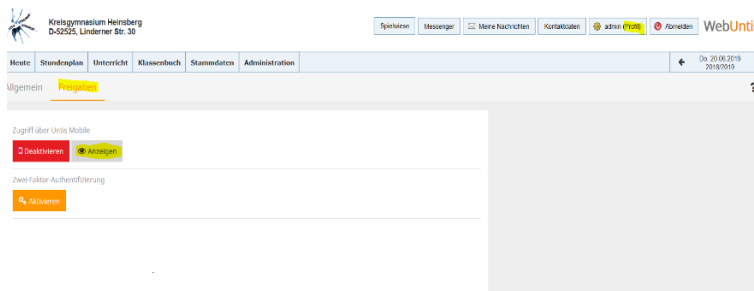 Kreisgymnasium Heinsberg
D-52525, Linderner Str. 30
Spielwiese Messenger Meine Nachrichten Kontaktdaten admin (Profil) Abmelden WebUnti
Heute Stundenplan Unterricht Klassenbuch Stammdaten Administration
Do. 20.06.2019
2018/2019
Allgemein Freigaben ?
Zugriff über Untis Mobile
Deaktivieren Anzeigen
Zwei-Faktor-Authentifizierung
Aktivieren